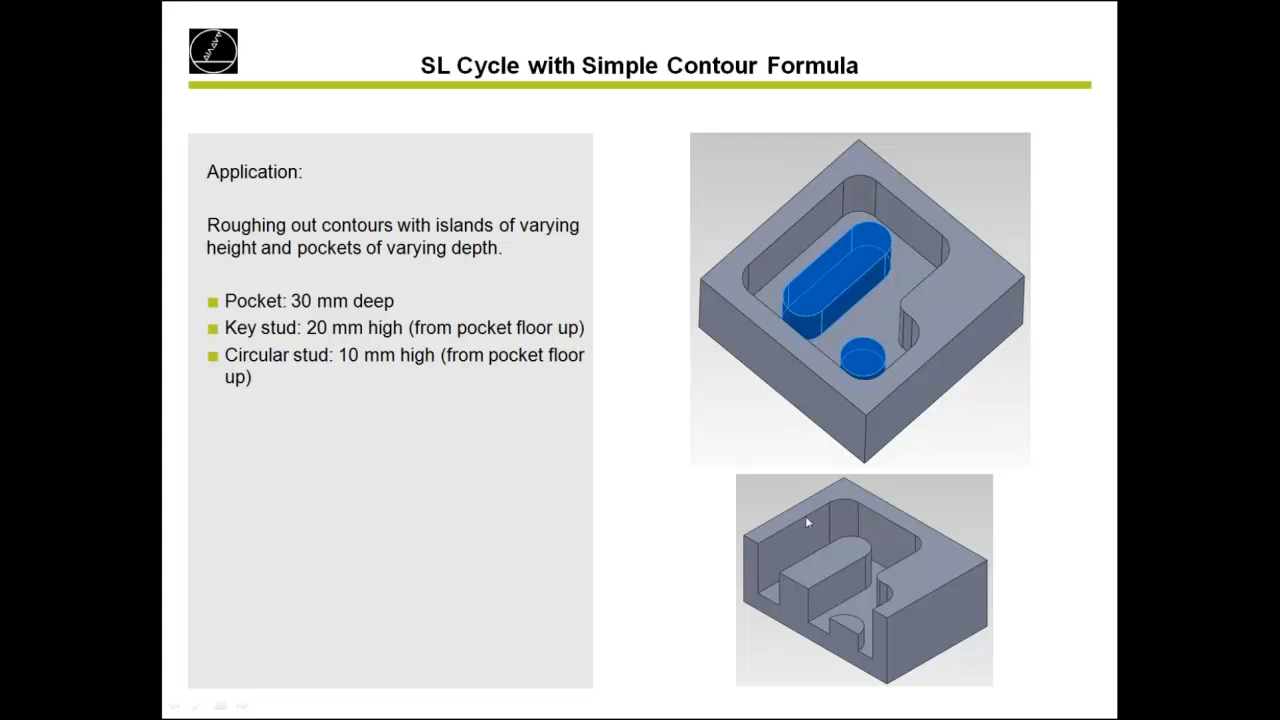 SL Cycle with Simple Contour Formula
Application:
Roughing out contours with islands of varying
height and pockets of varying depth.
Pocket: 30 mm deep
Key stud: 20 mm high (from pocket floor up)
Circular stud: 10 mm high (from pocket floor
up)